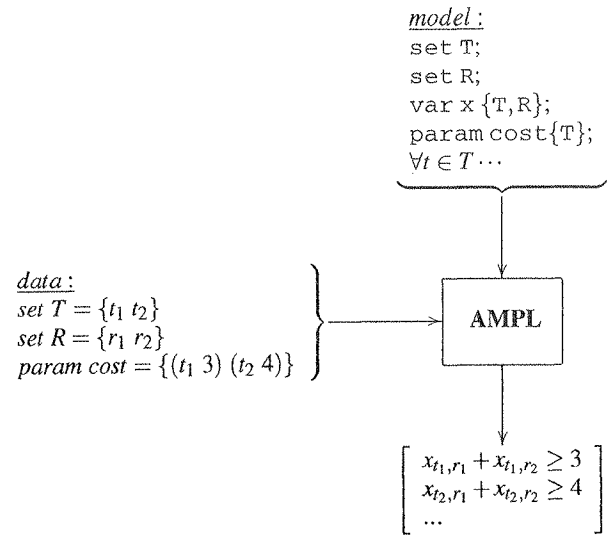 model :
set T;
set R;
var x {T,R};
param cost{T};
∀t ∈ T ⋯
data :
set T = {t₁ t₂}
set R = {r₁ r₂}
param cost = {(t₁ 3) (t₂ 4)}
AMPL
x_{t₁,r₁} + x_{t₁,r₂} ≥ 3
x_{t₂,r₁} + x_{t₂,r₂} ≥ 4
...